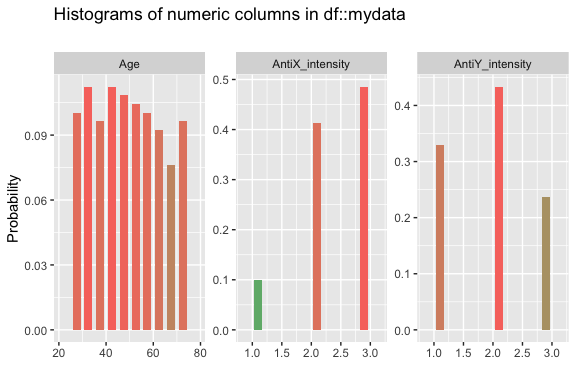 Histograms of numeric columns in df::mydata
Age
AntiX_intensity
AntiY_intensity
Probability
0.09
0.06
0.03
0.00
20 40 60 80
0.5
0.4
0.3
0.2
0.1
0.0
1.0 1.5 2.0 2.5 3.0
0.4
0.3
0.2
0.1
0.0
1.0 1.5 2.0 2.5 3.0